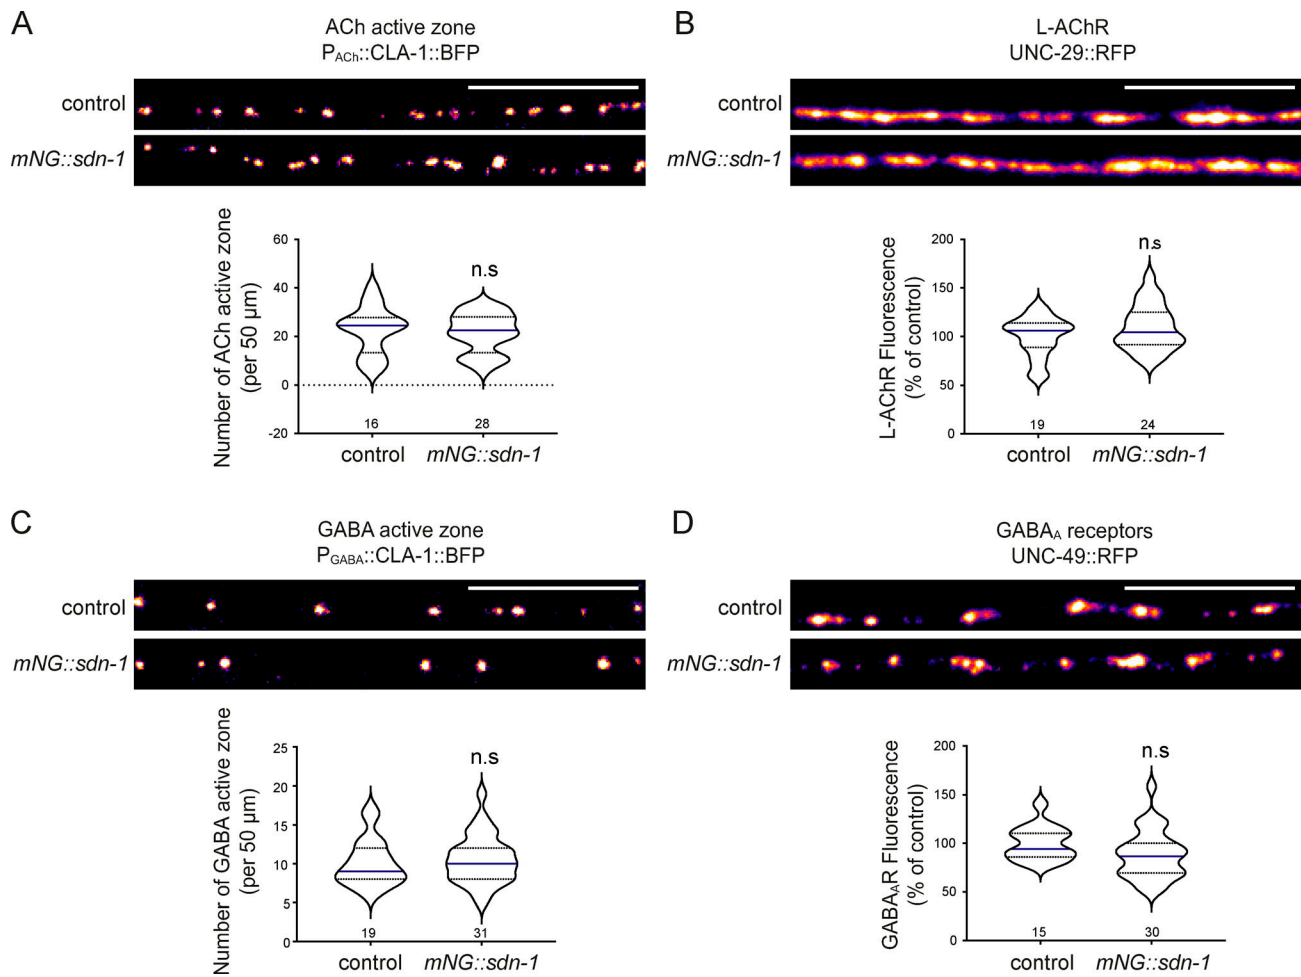 A
ACh active zone
PACh::CLA-1::BFP
control
mNG::sdn-1
Number of ACh active zone
(per 50 µm)
60
40
20
0
-20
n.s
16
28
control
mNG::sdn-1
B
L-AChR
UNC-29::RFP
control
mNG::sdn-1
L-AChR Fluorescence
(% of control)
200
150
100
50
0
n.s
19
24
control
mNG::sdn-1
C
GABA active zone
PGABA::CLA-1::BFP
control
mNG::sdn-1
Number of GABA active zone
(per 50 µm)
25
20
15
10
5
0
n.s
19
31
control
mNG::sdn-1
D
GABAA receptors
UNC-49::RFP
control
mNG::sdn-1
GABAAR Fluorescence
(% of control)
200
150
100
50
0
n.s
15
30
control
mNG::sdn-1